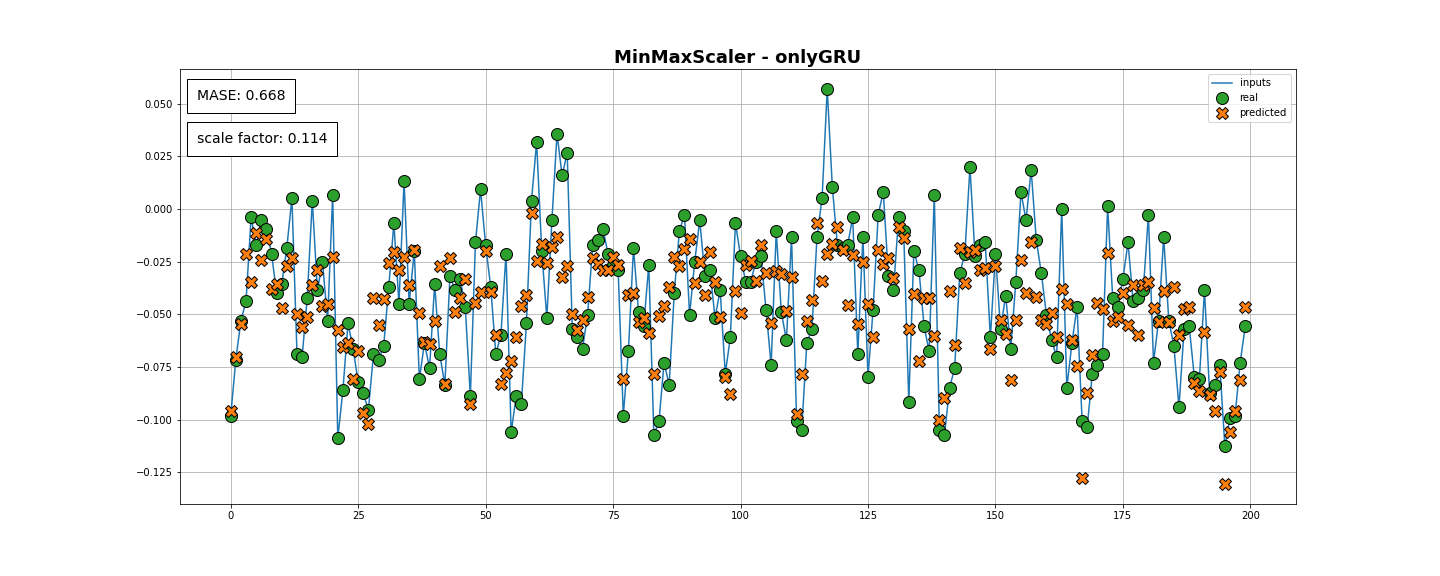 MinMaxScaler - onlyGRU
MASE: 0.668
scale factor: 0.114
inputs
real
predicted
0.050
0.025
0.000
−0.025
−0.050
−0.075
−0.100
−0.125
0 25 50 75 100 125 150 175 200